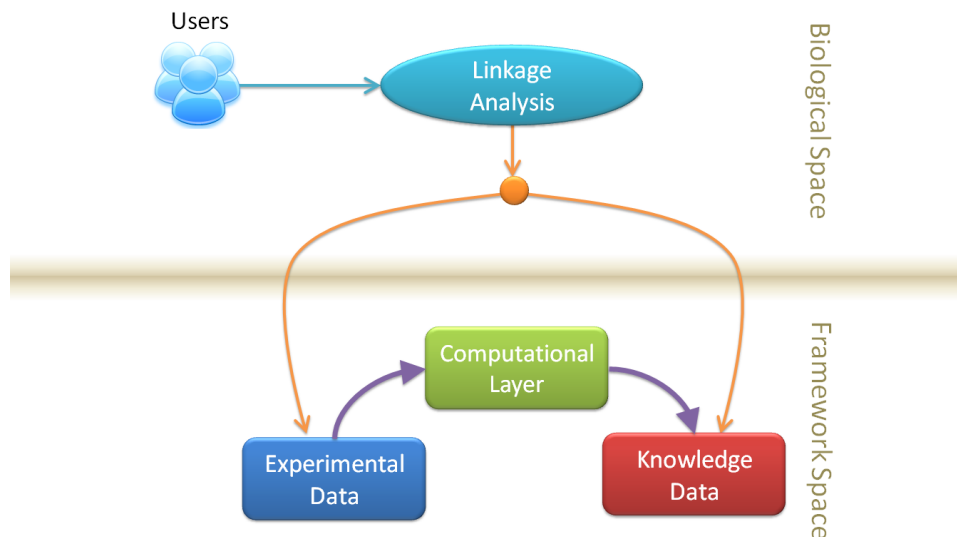 Users
Linkage
Analysis
Biological Space
Computational
Layer
Experimental
Data
Knowledge
Data
Framework Space